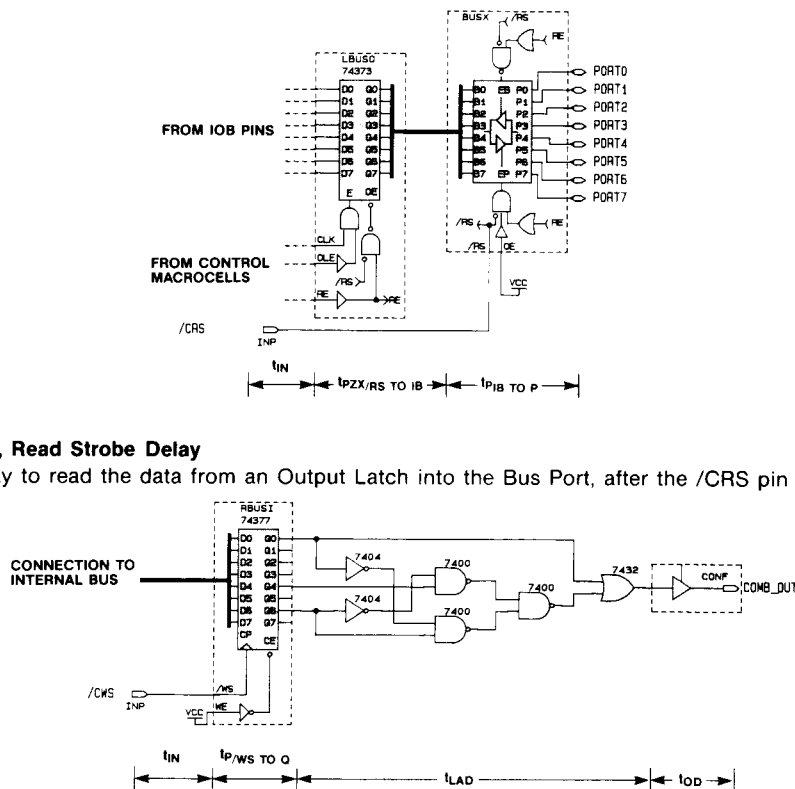 BUSX
/RS
RE
LBUSO
74373
D0 Q0
D1 Q1
D2 Q2
D3 Q3
D4 Q4
D5 Q5
D6 Q6
D7 Q7
E OE
B0 EB P0
B1 P1
B2 P2
B3 P3
B4 P4
B5 P5
B6 P6
B7 EP P7
PORT0
PORT1
PORT2
PORT3
PORT4
PORT5
PORT6
PORT7
FROM IOB PINS
/RS
RE
CLK
/RS OE
FROM CONTROL
MACROCELLS
OLE
/RS
VCC
RE
RE
/CRS
INP
tIN
tPZX/RS TO IB
tPIB TO P
, Read Strobe Delay
y to read the data from an Output Latch into the Bus Port, after the /CRS pin
RBUSI
74377
CONNECTION TO
INTERNAL BUS
D0 Q0
D1 Q1
D2 Q2
D3 Q3
D4 Q4
D5 Q5
D6 Q6
D7 Q7
CP CE
7404
7400
7432
7400
CONF
COMB_OUT
7404
7400
/CWS
INP
/WS
VCC
WE
tIN
tP/WS TO Q
tLAD
tOD